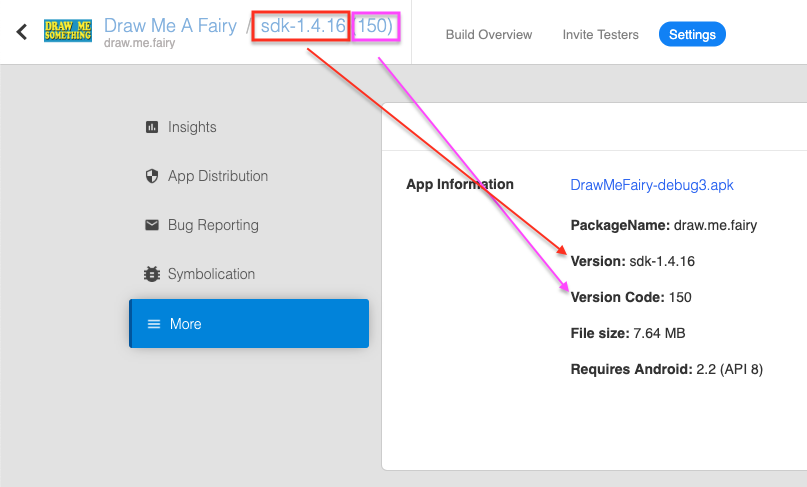 DRAW ME
SOMETHING
Draw Me A Fairy / sdk-1.4.16 150)
draw.me.fairy
Build Overview
Invite Testers
Settings
Insights
App Distribution
Bug Reporting
Symbolication
More
App Information
DrawMeFairy-debug3.apk
PackageName: draw.me.fairy
Version: sdk-1.4.16
Version Code: 150
File size: 7.64 MB
Requires Android: 2.2 (API 8)